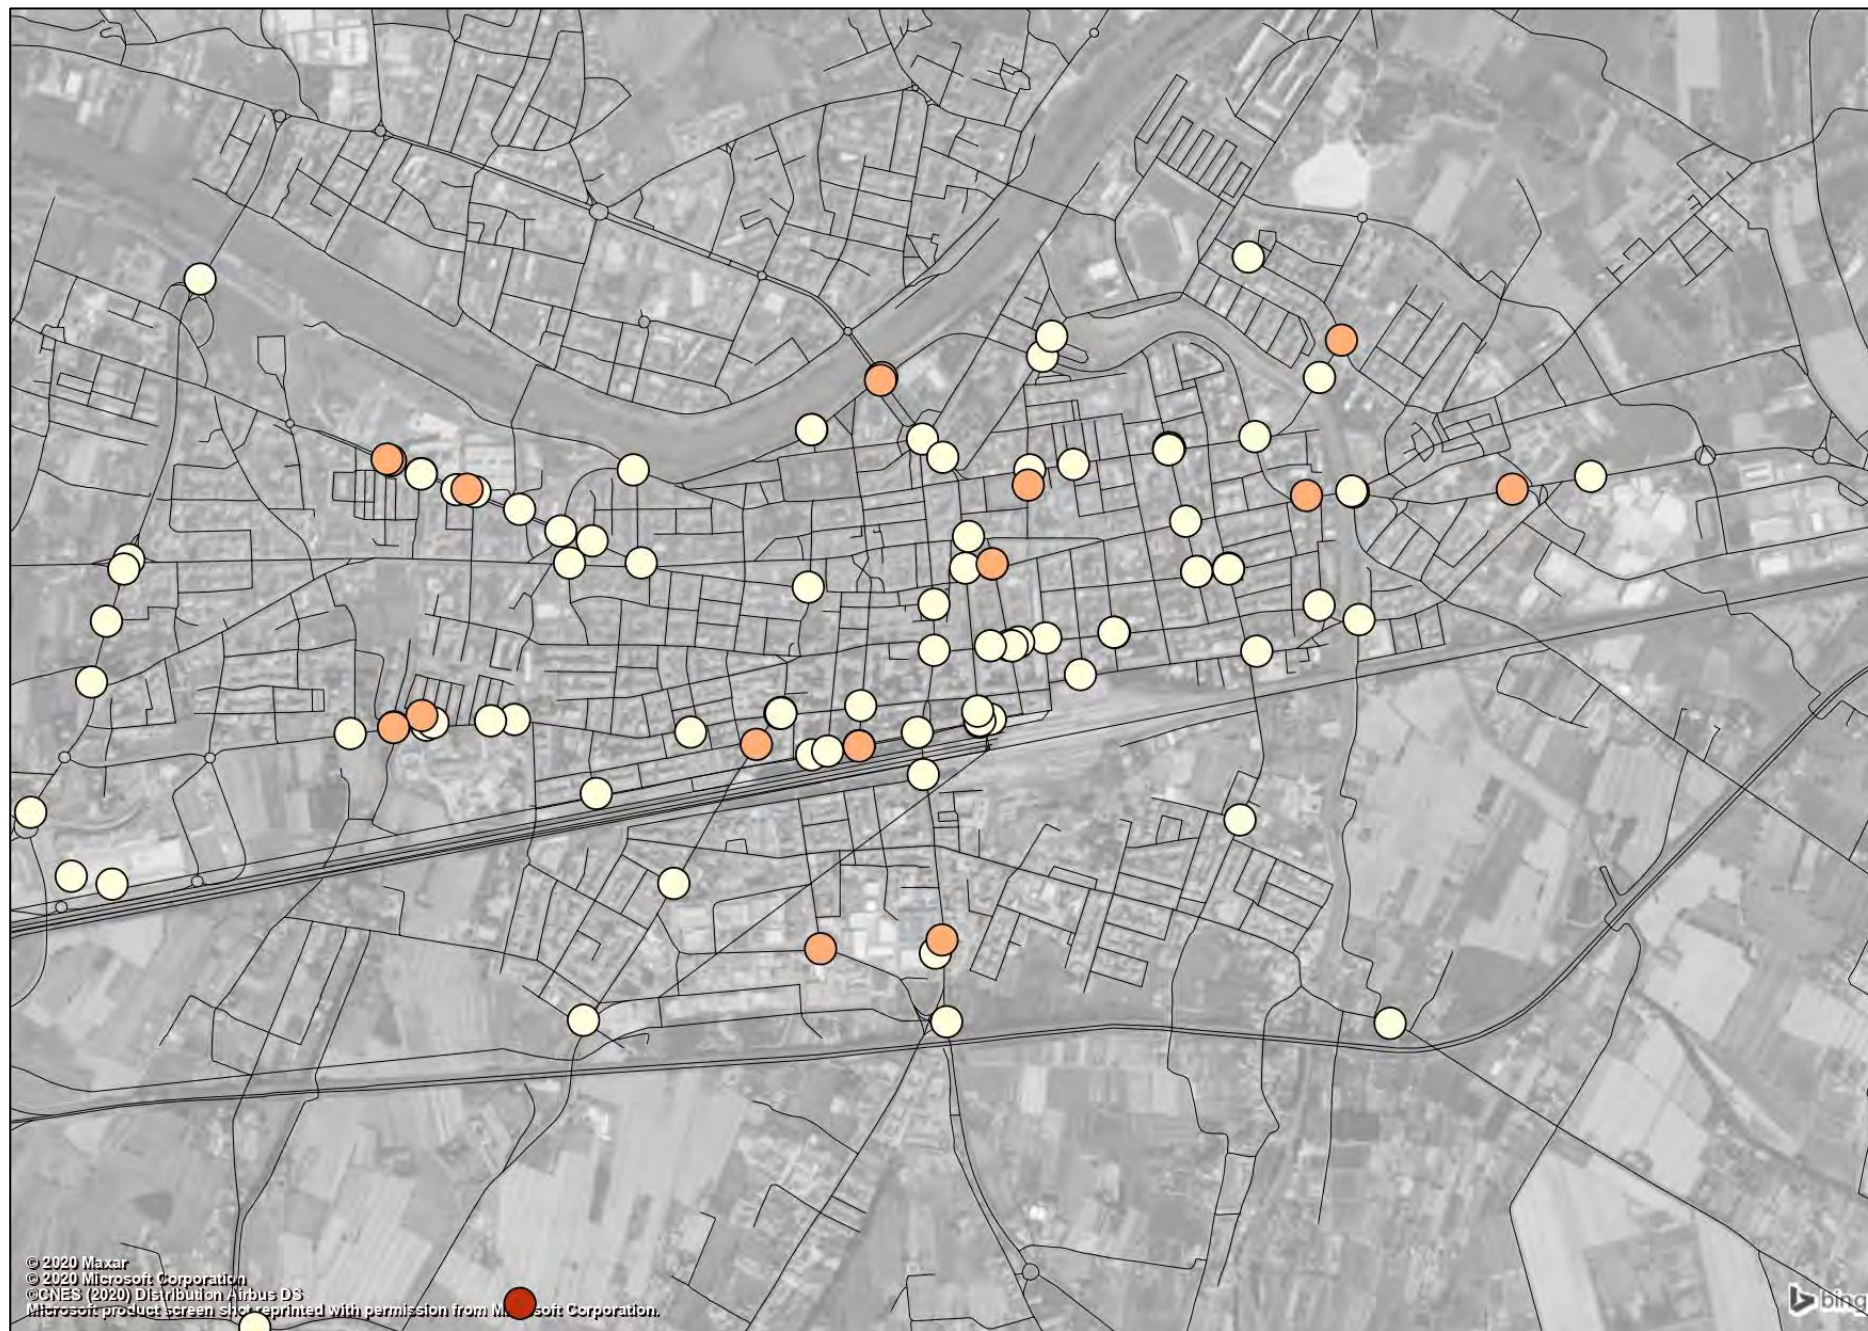 © 2020 Maxar
© 2020 Microsoft Corporation
©CNES (2020) Distribution Airbus DS
Microsoft product screen shot reprinted with permission from M soft Corporation.
bing